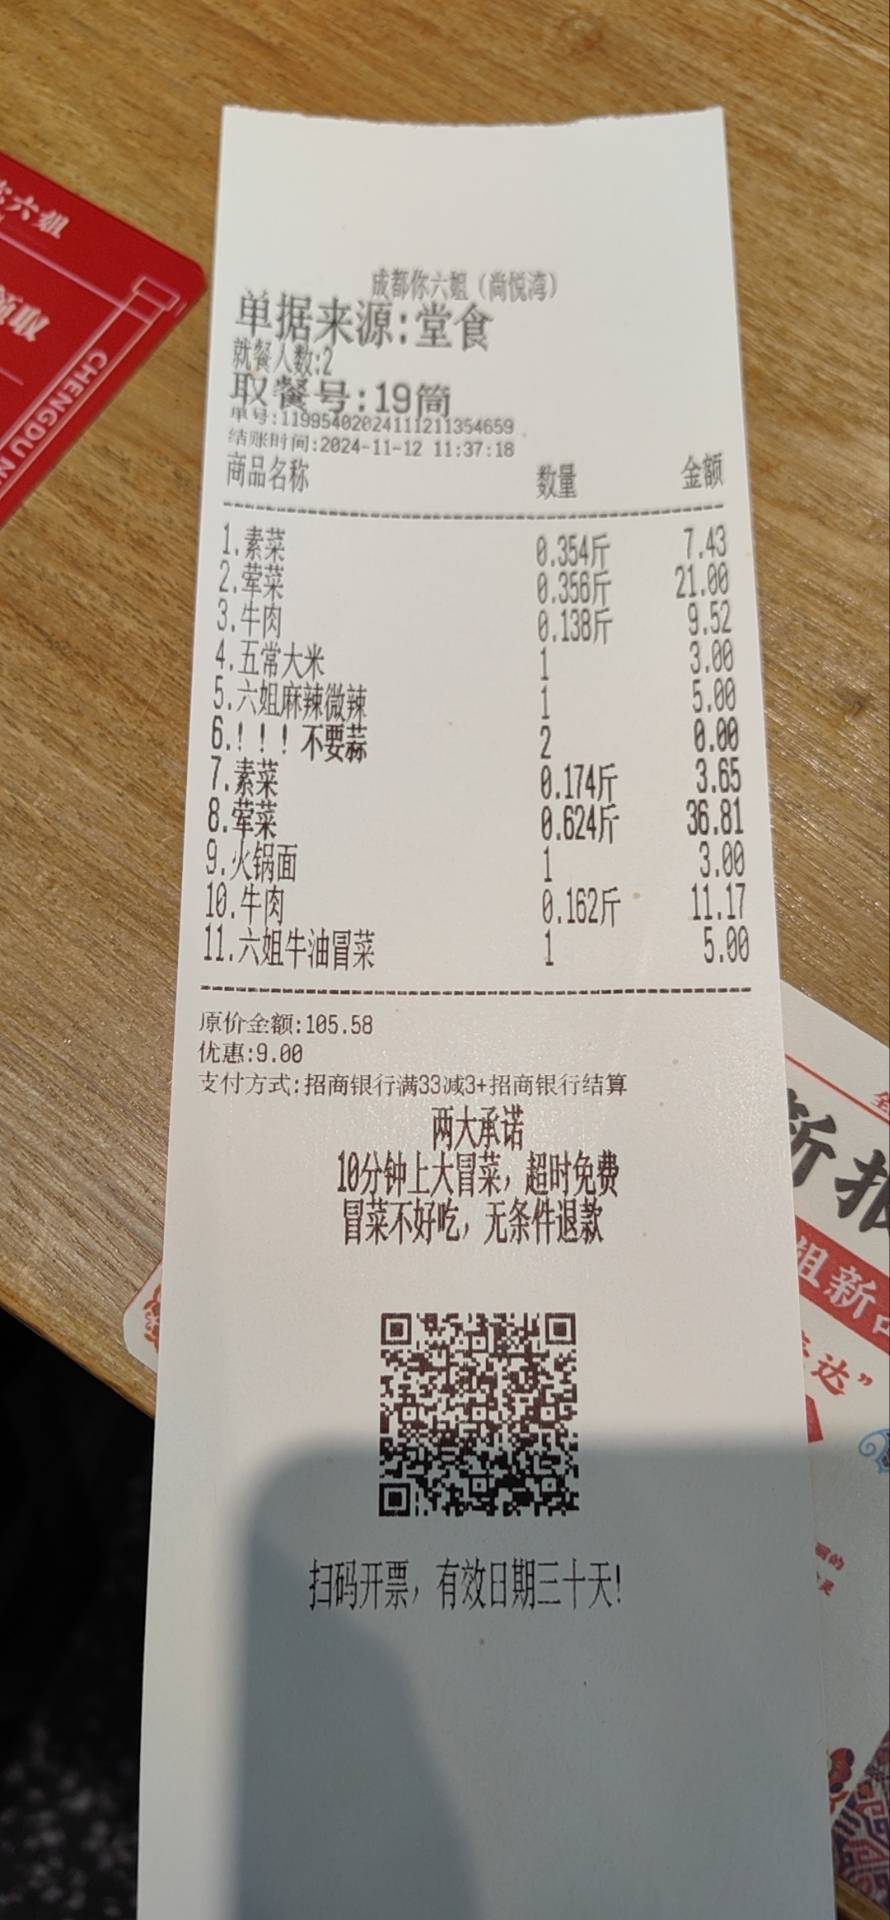 成都你六姐（尚悦湾）
单据来源:堂食
就餐人数:2
取餐号:19筒
单号:11995402024111211354659
结账时间:2024-11-12 11:37:18
商品名称 数量 金额
1.素菜 0.354斤 7.43
2.荤菜 0.356斤 21.00
3.牛肉 0.138斤 9.52
4.五常大米 1 3.00
5.六姐麻辣微辣 1 5.00
6.！！！不要蒜 2 0.00
7.素菜 0.174斤 3.65
8.荤菜 0.624斤 36.81
9.火锅面 1 3.00
10.牛肉 0.162斤 11.17
11.六姐牛油冒菜 1 5.00
原价金额:105.58
优惠:9.00
支付方式:招商银行满33减3+招商银行结算
两大承诺
10分钟上大冒菜，超时免费
冒菜不好吃，无条件退款
扫码开票，有效日期三十天!
六姐
CHENGDU
新
姐新
达”